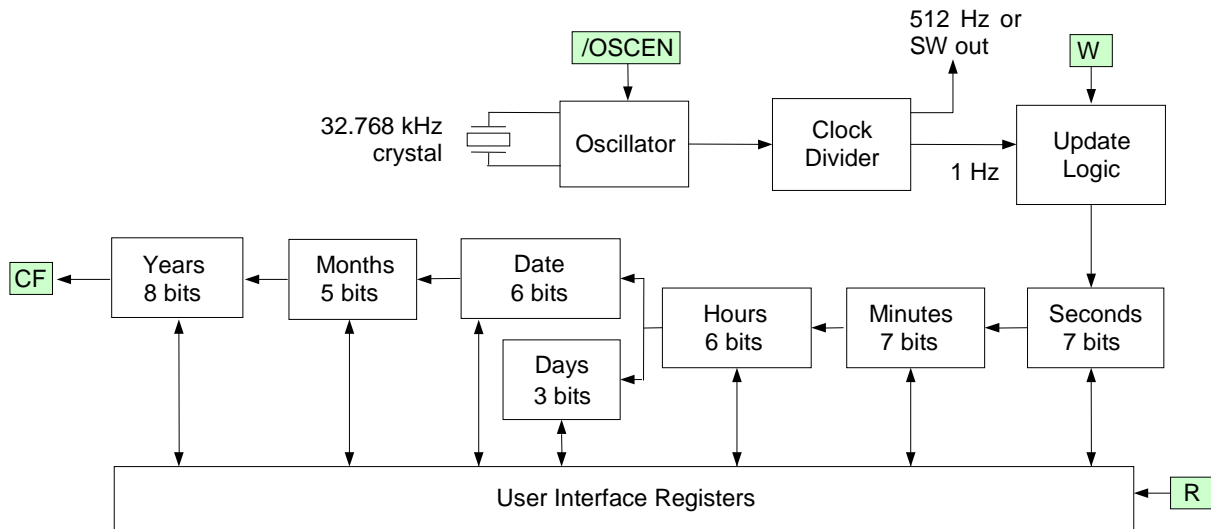 512 Hz or
SW out
/OSCEN
W
32.768 kHz
crystal
Oscillator
Clock
Divider
Update
Logic
1 Hz
CF
Years
8 bits
Months
5 bits
Date
6 bits
Days
3 bits
Hours
6 bits
Minutes
7 bits
Seconds
7 bits
User Interface Registers
R